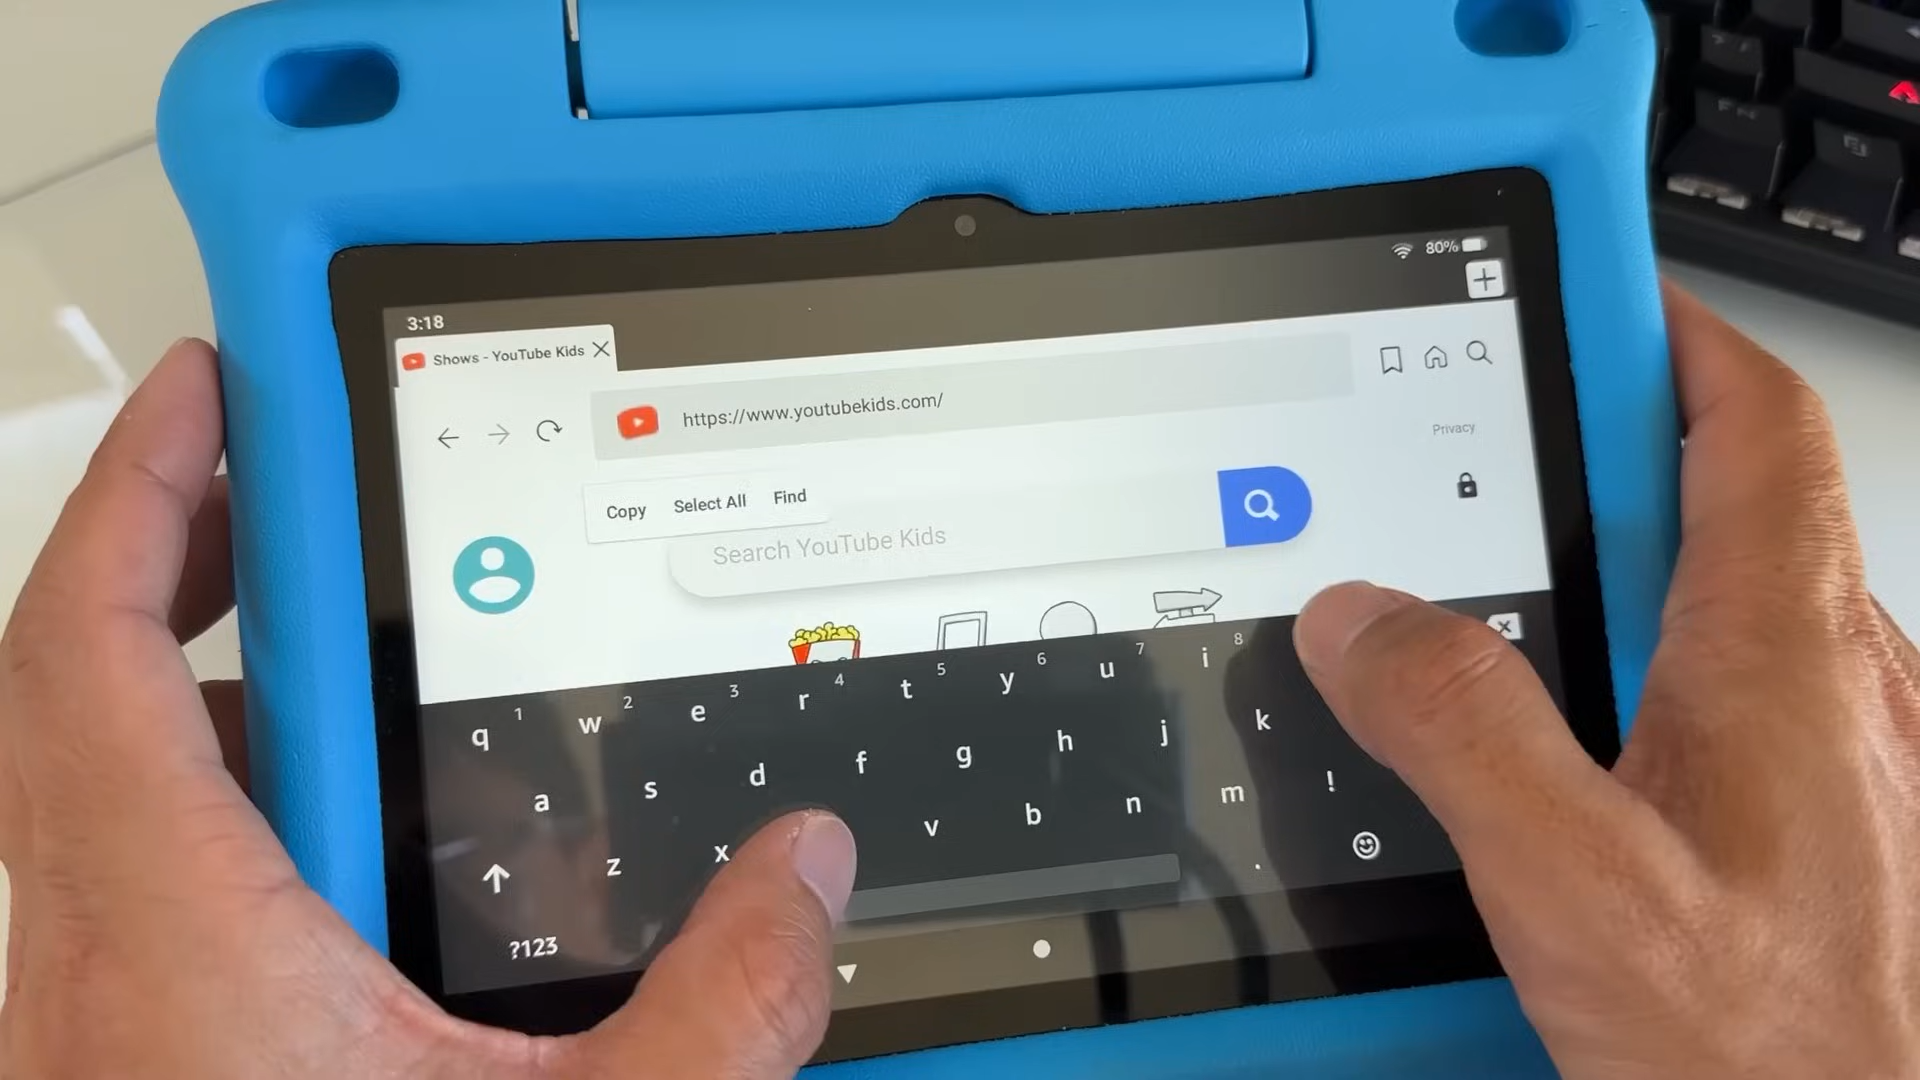 80%
3:18
Shows - YouTube Kids
https://www.youtubekids.com/
Privacy
Copy Select All Find
Search YouTube Kids
q 1 w 2 e 3 r 4 t 5 y 6 u 7 i 8
a s d f g h j k
z x v b n m !
?123 .
Fn